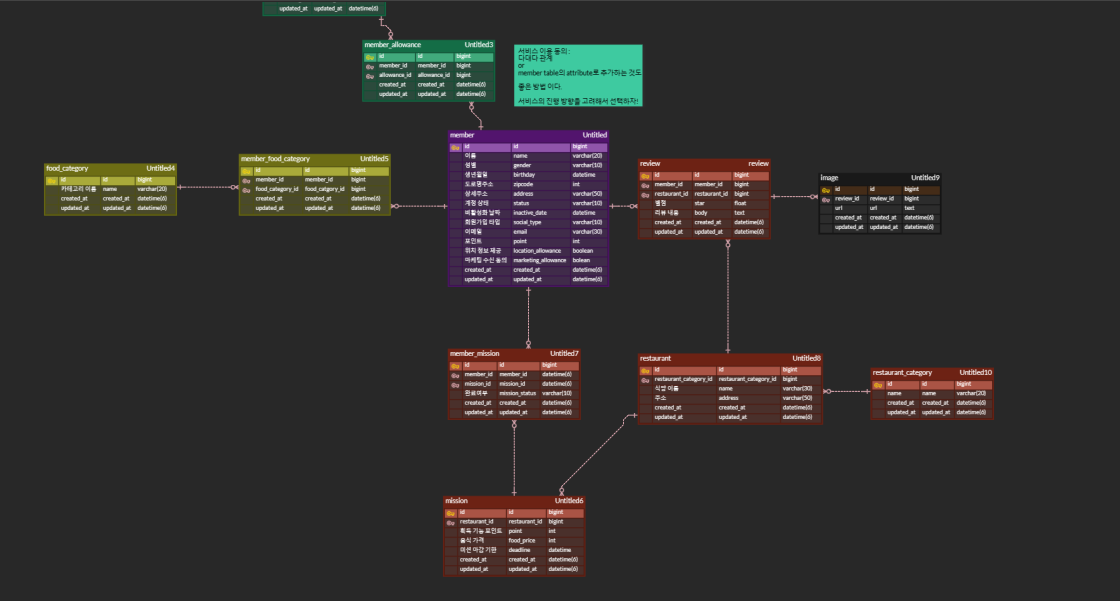 updated_at updated_at datetime(6)
member_allowance Untitled3
id id bigint
member_id member_id bigint
allowance_id allowance_id bigint
created_at created_at datetime(6)
updated_at updated_at datetime(6)
서비스 이용 동의 :
다대다 관계
or
member table의 attribute로 추가하는 것도
좋은 방법 이다.
서비스의 진행 방향을 고려해서 선택하자!
member Untitled
id id bigint
이름 name varchar(20)
성별 gender varchar(10)
생년월일 birthday datetime
도로명주소 zipcode int
상세주소 address varchar(50)
계정 상태 status varchar(10)
비활성화 날짜 inactive_date datetime
회원가입 타입 social_type varchar(10)
이메일 email varchar(30)
포인트 point int
위치 정보 제공 location_allowance boolean
마케팅 수신 동의 marketing_allowance bolean
created_at created_at datetime(6)
updated_at updated_at datetime(6)
food_category Untitled4
id id bigint
카테고리 이름 name varchar(20)
created_at created_at datetime(6)
updated_at updated_at datetime(6)
member_food_category Untitled5
id id bigint
member_id member_id bigint
food_category_id food_catgory_id bigint
created_at created_at datetime(6)
updated_at updated_at datetime(6)
review review
id id bigint
member_id member_id bigint
restaurant_id restaurant_id bigint
별점 star float
리뷰 내용 body text
created_at created_at datetime(6)
updated_at updated_at datetime(6)
image Untitled9
id id bigint
review_id review_id bigint
url url text
created_at created_at datetime(6)
updated_at updated_at datetime(6)
member_mission Untitled7
id id bigint
member_id member_id datetime(6)
mission_id mission_id datetime(6)
완료여부 mission_status varchar(10)
created_at created_at datetime(6)
updated_at updated_at datetime(6)
restaurant Untitled8
id id bigint
restaurant_category_id restaurant_category_id bigint
식당 이름 name varchar(30)
주소 address varchar(50)
created_at created_at datetime(6)
updated_at updated_at datetime(6)
restaurant_category Untitled10
id id bigint
name name varchar(20)
created_at created_at datetime(6)
updated_at updated_at datetime(6)
mission Untitled6
id id bigint
restaurant_id restaurant_id bigint
획득 가능 포인트 point int
음식 가격 food_price int
미션 마감 기한 deadline datetime
created_at created_at datetime(6)
updated_at updated_at datetime(6)